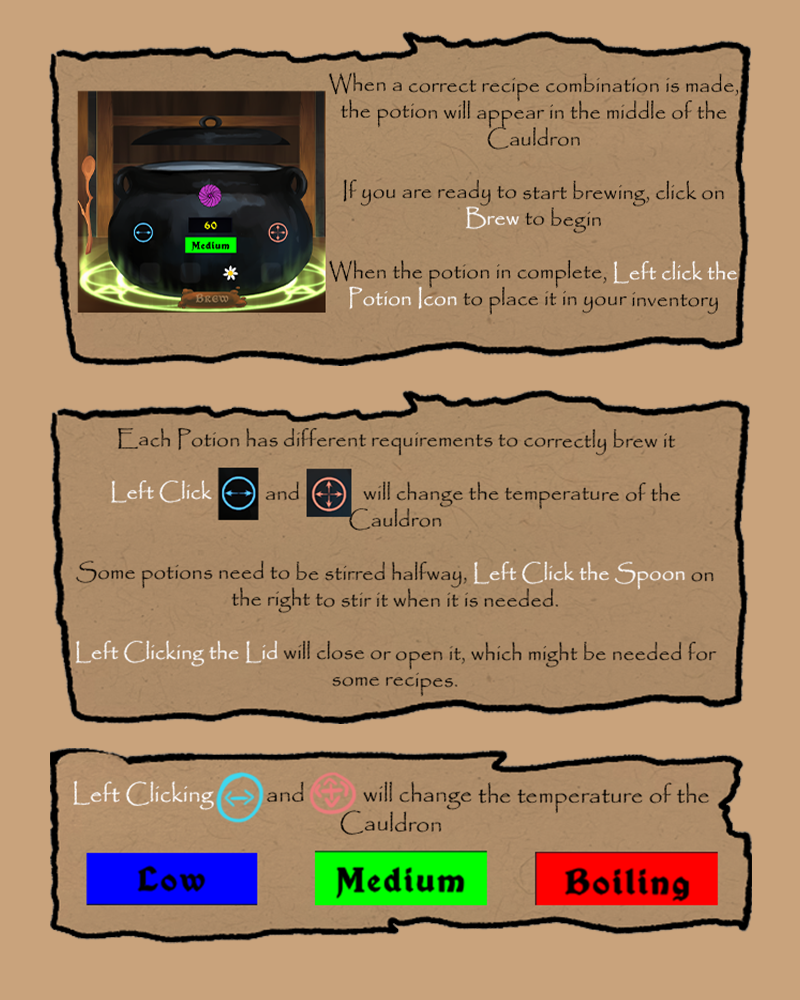 When a correct recipe combination is made,
the potion will appear in the middle of the
Cauldron
If you are ready to start brewing, click on
Brew to begin
When the potion in complete, Left click the
Potion Icon to place it in your inventory
60
Medium
BREW
Each Potion has different requirements to correctly brew it
Left Click and will change the temperature of the
Cauldron
Some potions need to be stirred halfway, Left Click the Spoon on
the right to stir it when it is needed.
Left Clicking the Lid will close or open it, which might be needed for
some recipes.
Left Clicking and will change the temperature of the
Cauldron
Low
Medium
Boiling